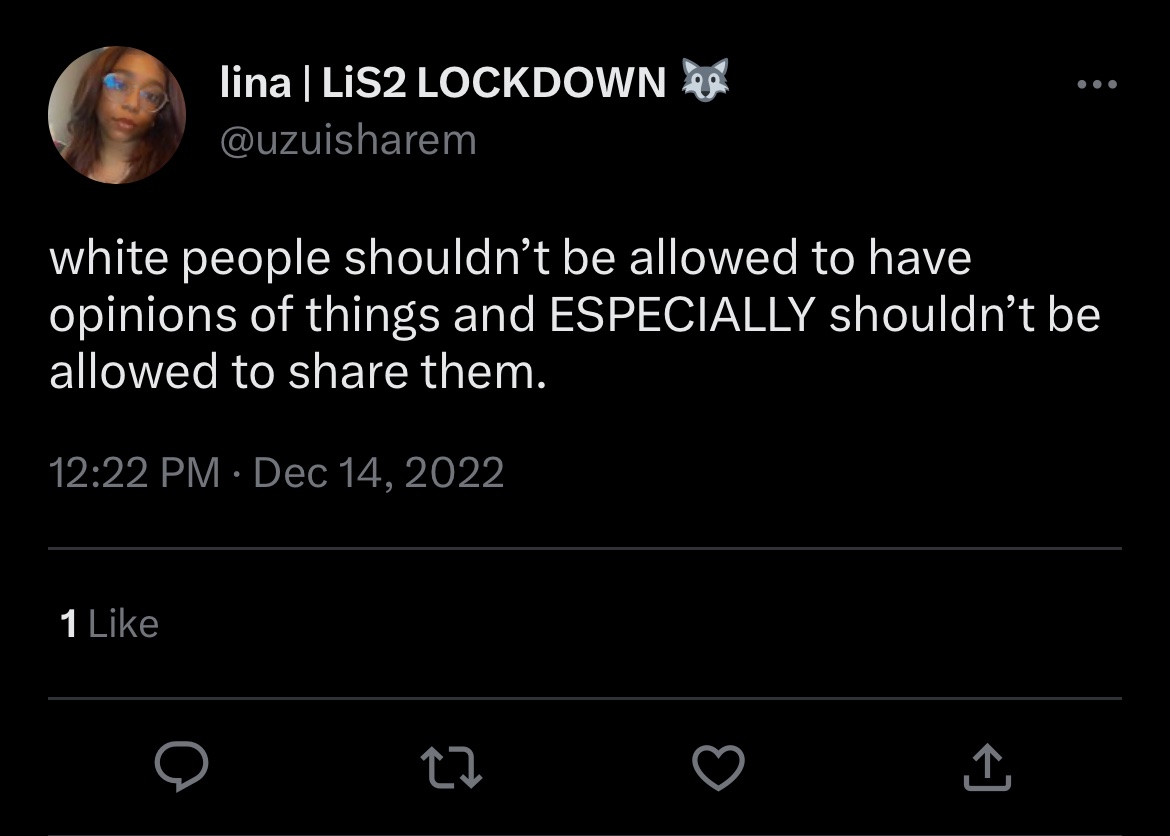 lina | LiS2 LOCKDOWN 🐺
@uzuisharem
white people shouldn’t be allowed to have
opinions of things and ESPECIALLY shouldn’t be
allowed to share them.
12:22 PM · Dec 14, 2022
1 Like